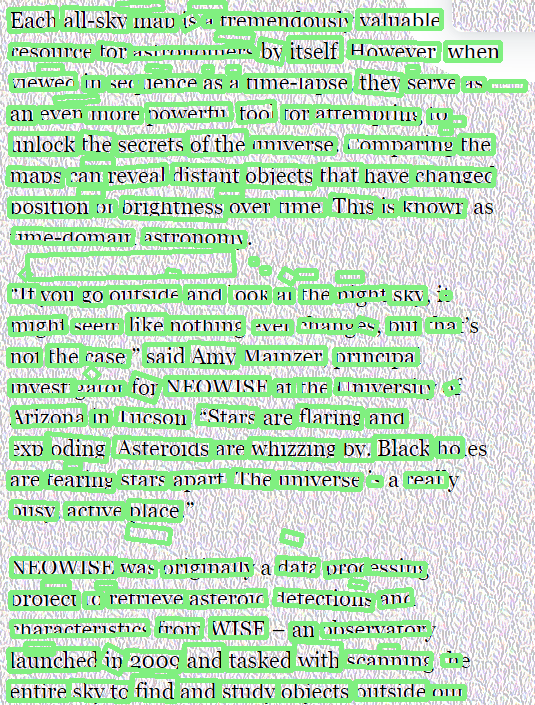 Each all-sky map is a tremendously valuable
resource for astronomers by itself. However, when
viewed in sequence as a time-lapse, they serve as
an even more powerful tool for attempting to
unlock the secrets of the universe. Comparing the
maps can reveal distant objects that have changed
position or brightness over time. This is known as
time-domain astronomy.
“If you go outside and look at the night sky, it
might seem like nothing ever changes, but that’s
not the case,” said Amy Mainzer, principal
investigator for NEOWISE at the University of
Arizona in Tucson. “Stars are flaring and
exploding. Asteroids are whizzing by. Black holes
are tearing stars apart. The universe is a really
busy, active place.”
NEOWISE was originally a data processing
project to retrieve asteroid detections and
characteristics from WISE – an observatory
launched in 2009 and tasked with scanning the
entire sky to find and study objects outside our